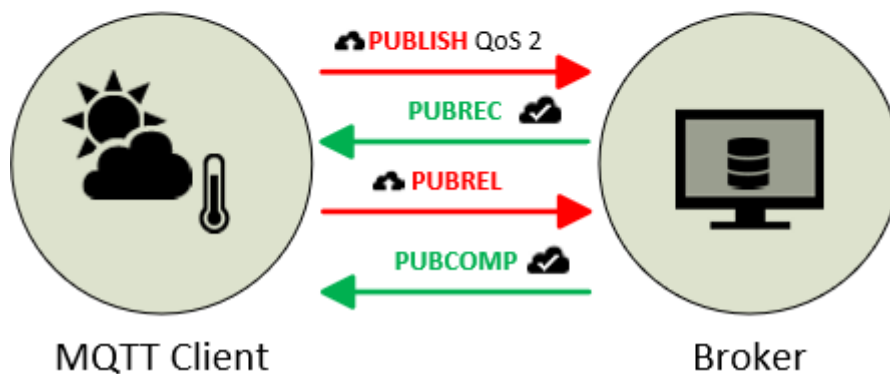 PUBLISH QoS 2
PUBREC
PUBREL
PUBCOMP
MQTT Client
Broker